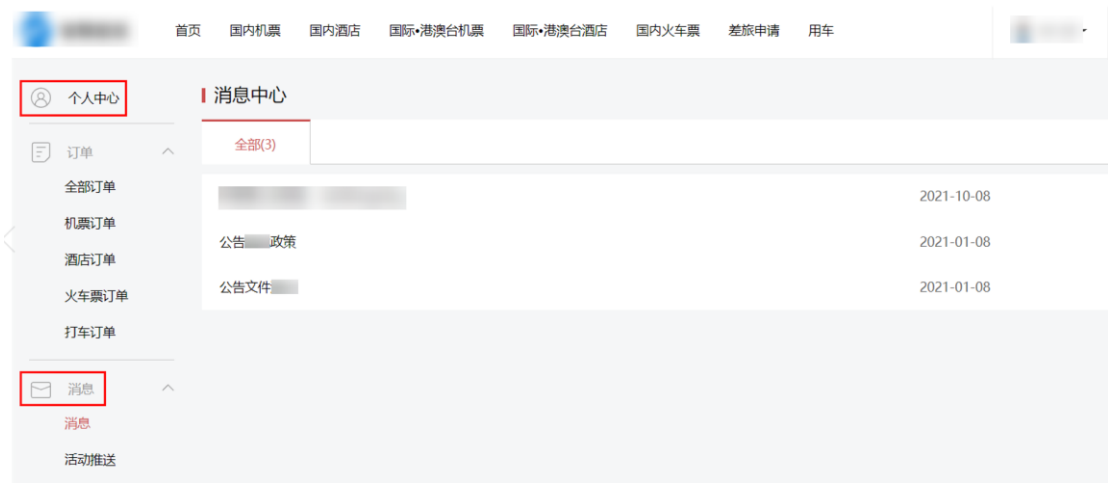 首页 国内机票 国内酒店 国际•港澳台机票 国际•港澳台酒店 国内火车票 差旅申请 用车
个人中心
消息中心
订单
全部(3)
全部订单
2021-10-08
机票订单
公告 政策 2021-01-08
酒店订单
公告文件 2021-01-08
火车票订单
打车订单
消息
消息
活动推送